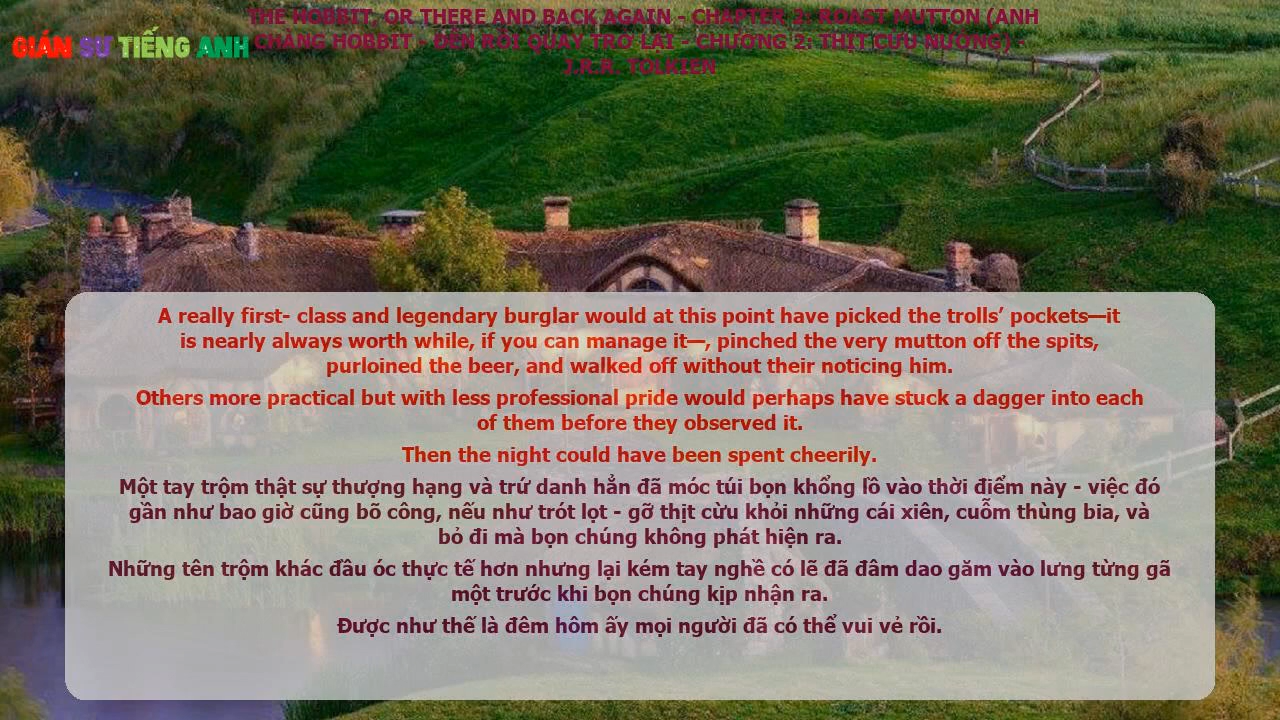 THE HOBBIT, OR THERE AND BACK AGAIN - CHAPTER 2: ROAST MUTTON (ANH
CHÀNG HOBBIT - ĐẾN RỒI QUAY TRỞ LẠI - CHƯƠNG 2: THỊT CỪU NƯỚNG) -
J.R.R. TOLKIEN
GIÁN SỨ TIẾNG ANH
A really first- class and legendary burglar would at this point have picked the trolls’ pockets—it
is nearly always worth while, if you can manage it—, pinched the very mutton off the spits,
purloined the beer, and walked off without their noticing him.
Others more practical but with less professional pride would perhaps have stuck a dagger into each
of them before they observed it.
Then the night could have been spent cheerily.
Một tay trộm thật sự thượng hạng và trứ danh hẳn đã móc túi bọn khổng lồ vào thời điểm này - việc đó
gần như bao giờ cũng bõ công, nếu như trót lọt - gỡ thịt cừu khỏi những cái xiên, cuỗm thùng bia, và
bỏ đi mà bọn chúng không phát hiện ra.
Những tên trộm khác đầu óc thực tế hơn nhưng lại kém tay nghề có lẽ đã đâm dao găm vào lưng từng gã
một trước khi bọn chúng kịp nhận ra.
Được như thế là đêm hôm ấy mọi người đã có thể vui vẻ rồi.